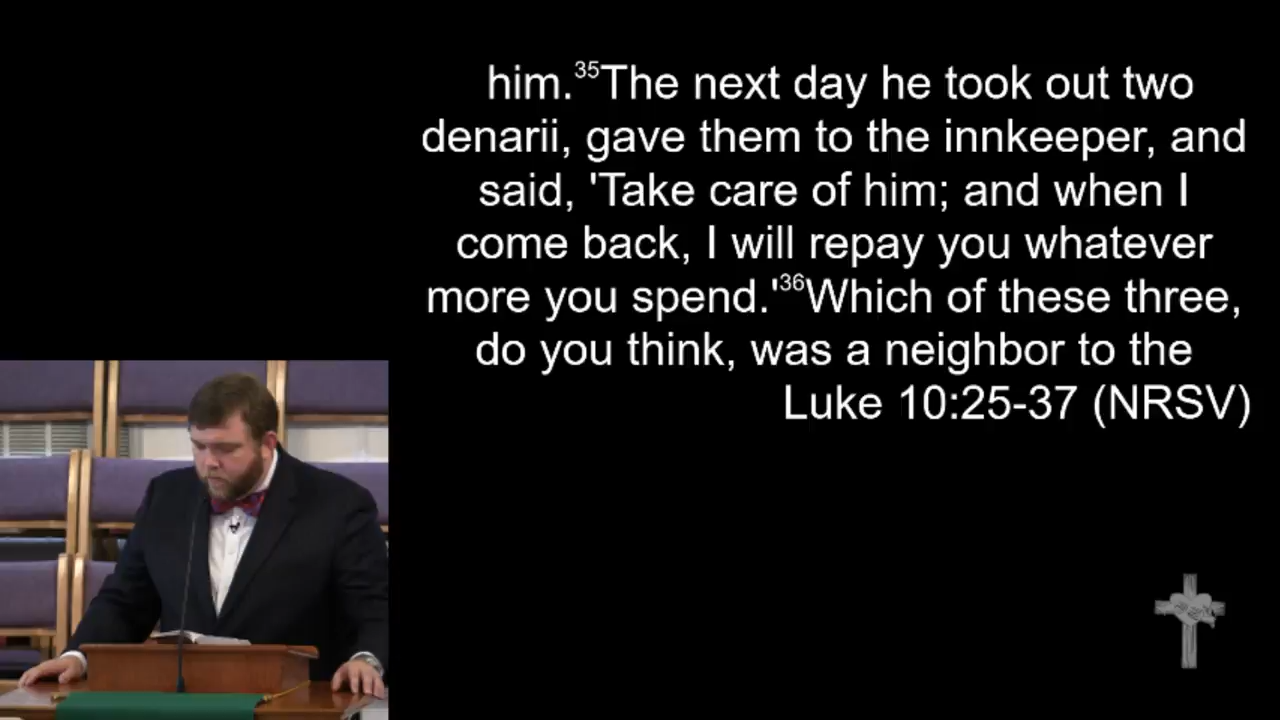 him.³⁵The next day he took out two
denarii, gave them to the innkeeper, and
said, 'Take care of him; and when I
come back, I will repay you whatever
more you spend.'³⁶Which of these three,
do you think, was a neighbor to the
Luke 10:25-37 (NRSV)